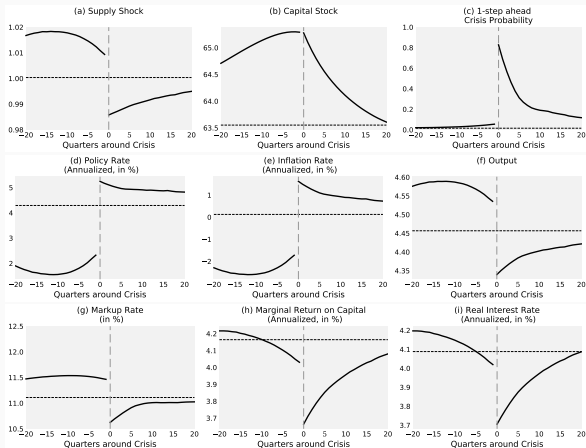 (a) Supply Shock
(b) Capital Stock
(c) 1-step ahead
Crisis Probability
1.02
1.01
1.00
0.99
0.98
−20 −15 −10 −5 0 5 10 15 20
Quarters around Crisis
65.0
64.5
64.0
63.5
−20 −15 −10 −5 0 5 10 15 20
Quarters around Crisis
1.0
0.8
0.6
0.4
0.2
0.0
−20 −15 −10 −5 0 5 10 15 20
Quarters around Crisis
(d) Policy Rate
(Annualized, in %)
(e) Inflation Rate
(Annualized, in %)
(f) Output
5
4
3
2
−20 −15 −10 −5 0 5 10 15 20
Quarters around Crisis
1
0
−1
−2
−20 −15 −10 −5 0 5 10 15 20
Quarters around Crisis
4.60
4.55
4.50
4.45
4.40
4.35
−20 −15 −10 −5 0 5 10 15 20
Quarters around Crisis
(g) Markup Rate
(in %)
(h) Marginal Return on Capital
(Annualized, in %)
(i) Real Interest Rate
(Annualized, in %)
12.5
12.0
11.5
11.0
10.5
−20 −15 −10 −5 0 5 10 15 20
Quarters around Crisis
4.2
4.1
4.0
3.9
3.8
3.7
−20 −15 −10 −5 0 5 10 15 20
Quarters around Crisis
4.2
4.1
4.0
3.9
3.8
3.7
−20 −15 −10 −5 0 5 10 15 20
Quarters around Crisis